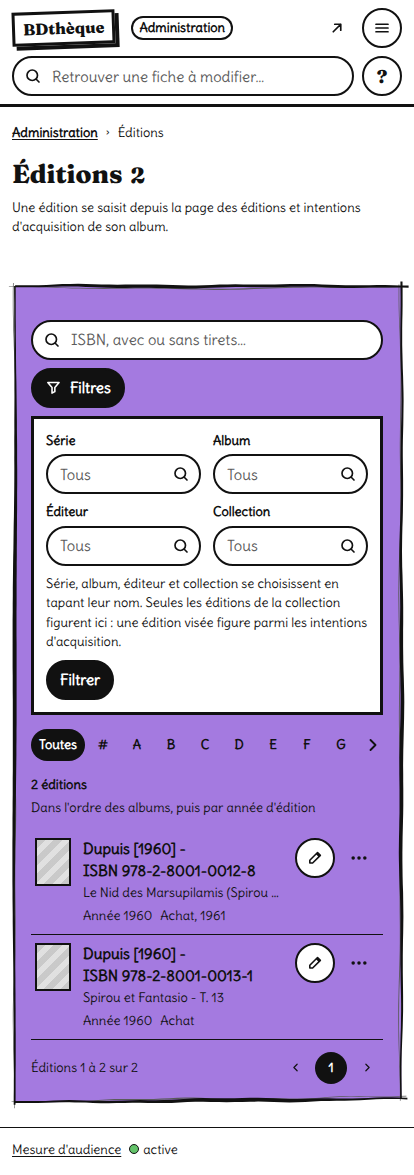 BDthèque
Administration
Retrouver une fiche à modifier...
?
Administration › Éditions
Éditions 2
Une édition se saisit depuis la page des éditions et intentions
d'acquisition de son album.
ISBN, avec ou sans tirets...
Filtres
Série Album
Tous Tous
Éditeur Collection
Tous Tous
Série, album, éditeur et collection se choisissent en
tapant leur nom. Seules les éditions de la collection
figurent ici : une édition visée figure parmi les intentions
d'acquisition.
Filtrer
Toutes # A B C D E F G
2 éditions
Dans l'ordre des albums, puis par année d'édition
Dupuis [1960] -
ISBN 978-2-8001-0012-8
Le Nid des Marsupilamis (Spirou ...
Année 1960 Achat, 1961
Dupuis [1960] -
ISBN 978-2-8001-0013-1
Spirou et Fantasio - T. 13
Année 1960 Achat
Éditions 1 à 2 sur 2 ‹ 1 ›
Mesure d'audience active